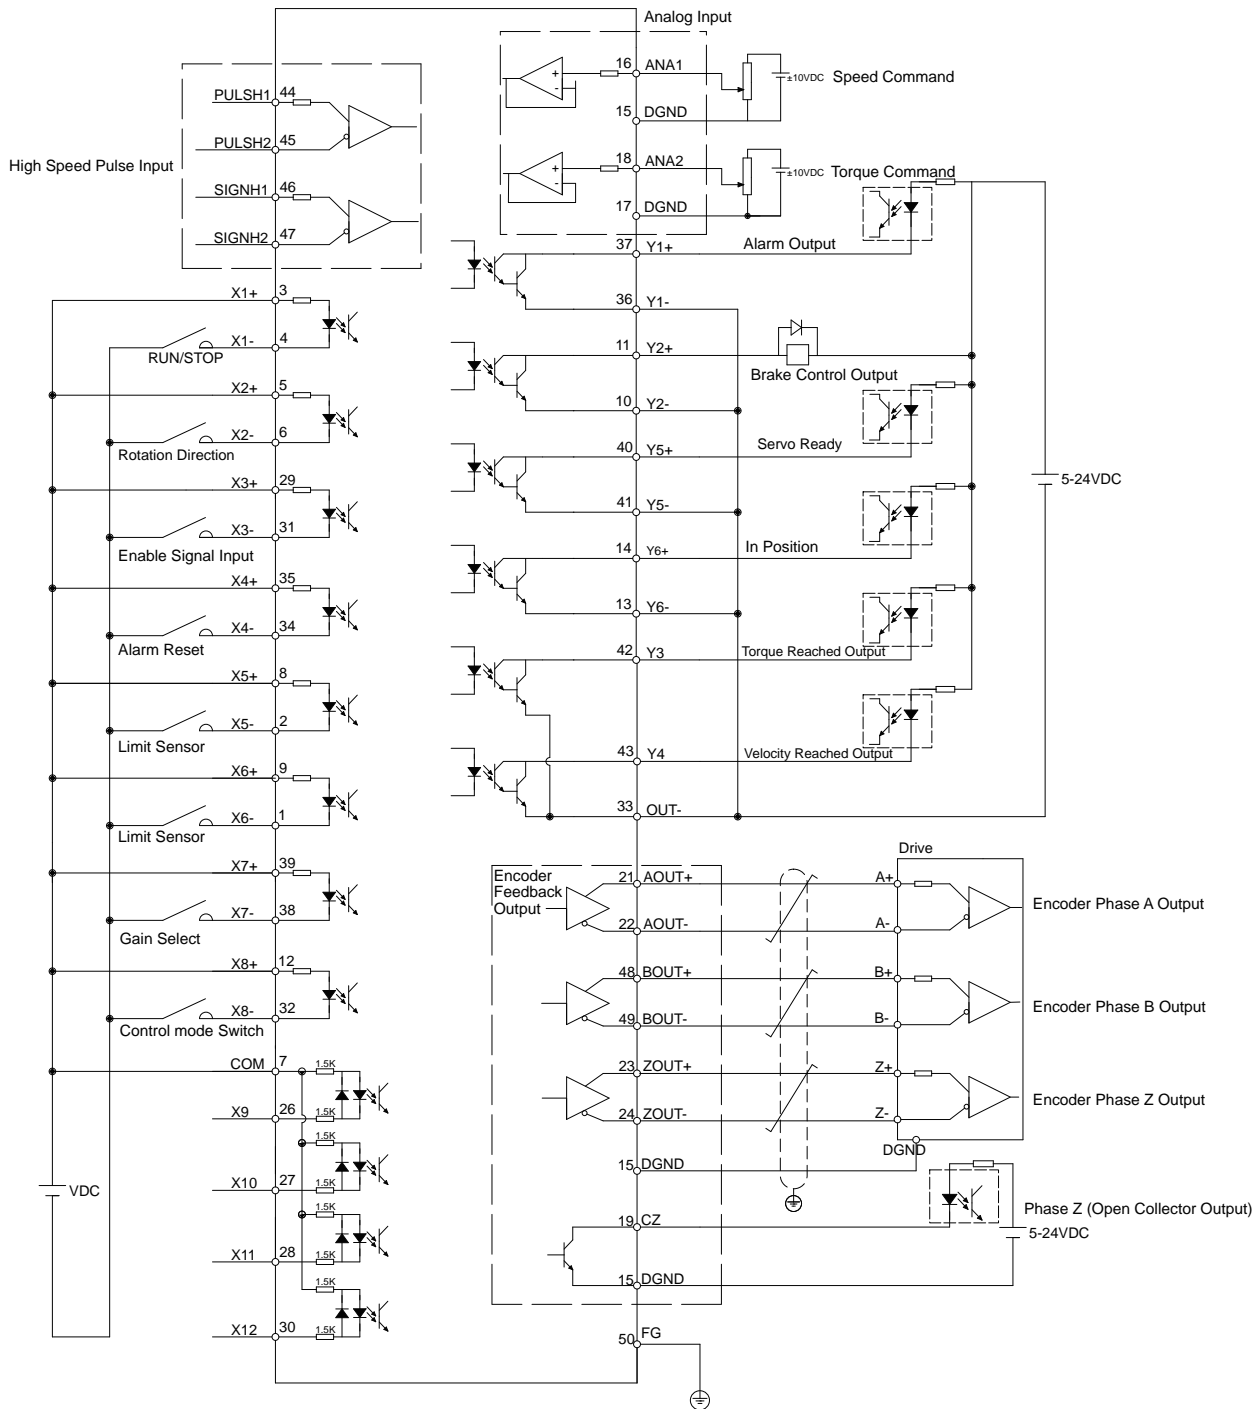 Analog Input
16 ANA1
±10VDC Speed Command
15 DGND
18 ANA2
±10VDC Torque Command
17 DGND
High Speed Pulse Input
PULSH1 44
PULSH2 45
SIGNH1 46
SIGNH2 47
X1+ 3
X1- 4
RUN/STOP
X2+ 5
X2- 6
Rotation Direction
X3+ 29
X3- 31
Enable Signal Input
X4+ 35
X4- 34
Alarm Reset
X5+ 8
X5- 2
Limit Sensor
X6+ 9
X6- 1
Limit Sensor
X7+ 39
X7- 38
Gain Select
X8+ 12
X8- 32
Control mode Switch
COM 7 1.5K
X9 26 1.5K
1.5K
X10 27 1.5K
1.5K
X11 28 1.5K
1.5K
X12 30 1.5K
VDC
37 Y1+ Alarm Output
36 Y1-
11 Y2+
Brake Control Output
10 Y2-
40 Y5+ Servo Ready
41 Y5-
14 Y6+ In Position
13 Y6-
42 Y3 Torque Reached Output
43 Y4 Velocity Reached Output
33 OUT-
5-24VDC
Encoder
Feedback
Output
Drive
21 AOUT+ A+
22 AOUT- A-
Encoder Phase A Output
48 BOUT+ B+
49 BOUT- B-
Encoder Phase B Output
23 ZOUT+ Z+
24 ZOUT- Z-
Encoder Phase Z Output
DGND
15 DGND
19 CZ
Phase Z (Open Collector Output)
5-24VDC
15 DGND
50 FG